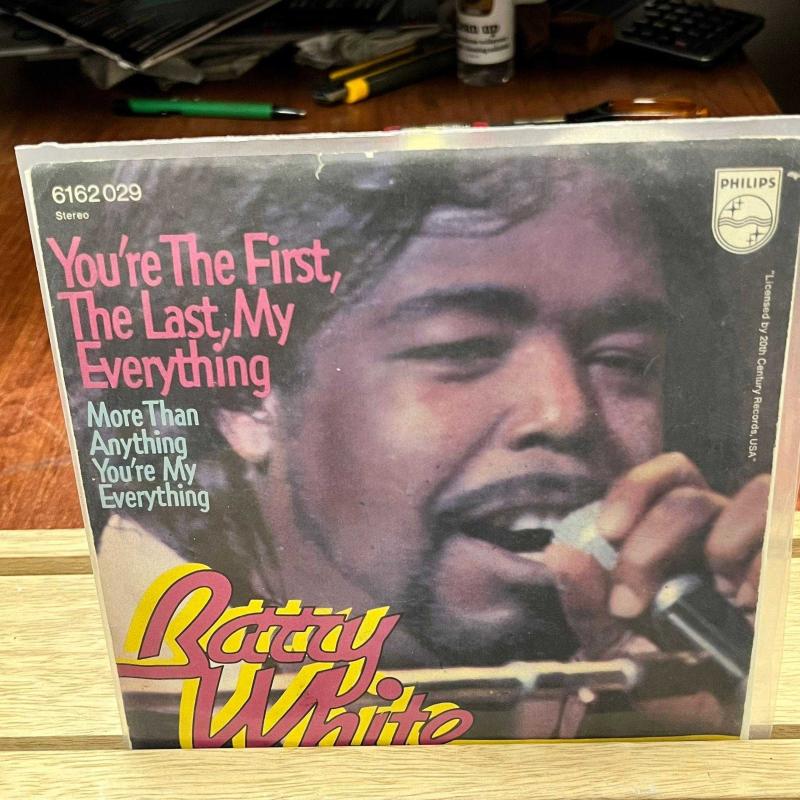 6162 029
Stereo
PHILIPS
You're The First,
The Last, My
Everything
More Than
Anything
You're My
Everything
"Licensed by 20th Century Records, USA"
Barry
White